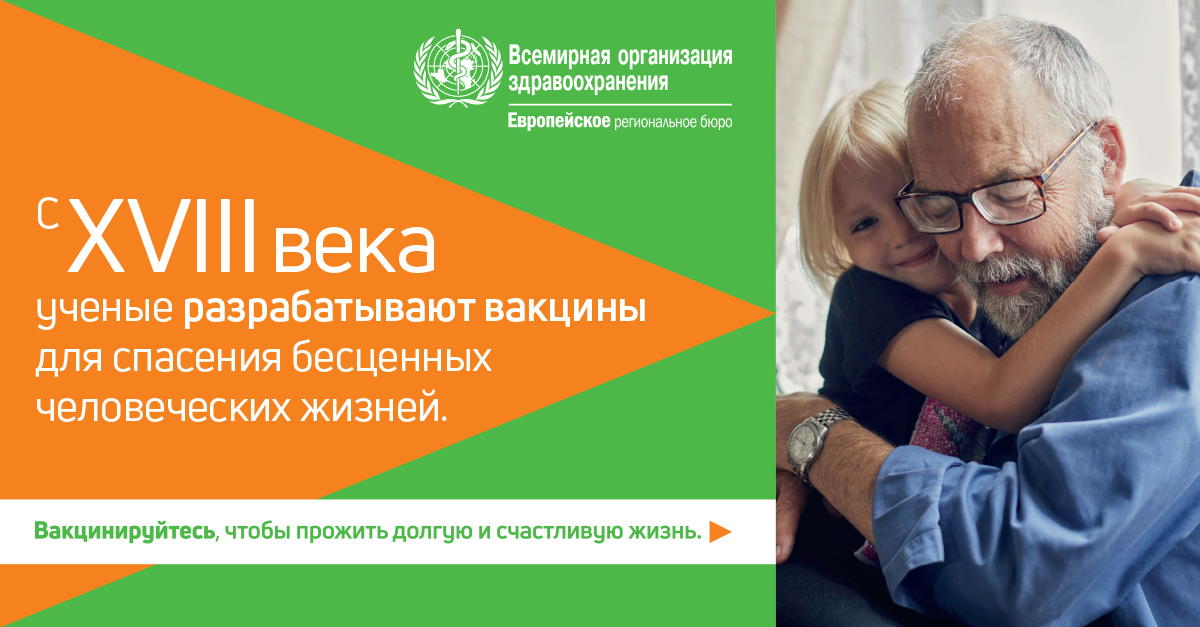 Всемирная организация
здравоохранения
Европейское региональное бюро
с XVIII века
ученые разрабатывают вакцины
для спасения бесценных
человеческих жизней.
Вакцинируйтесь, чтобы прожить долгую и счастливую жизнь.